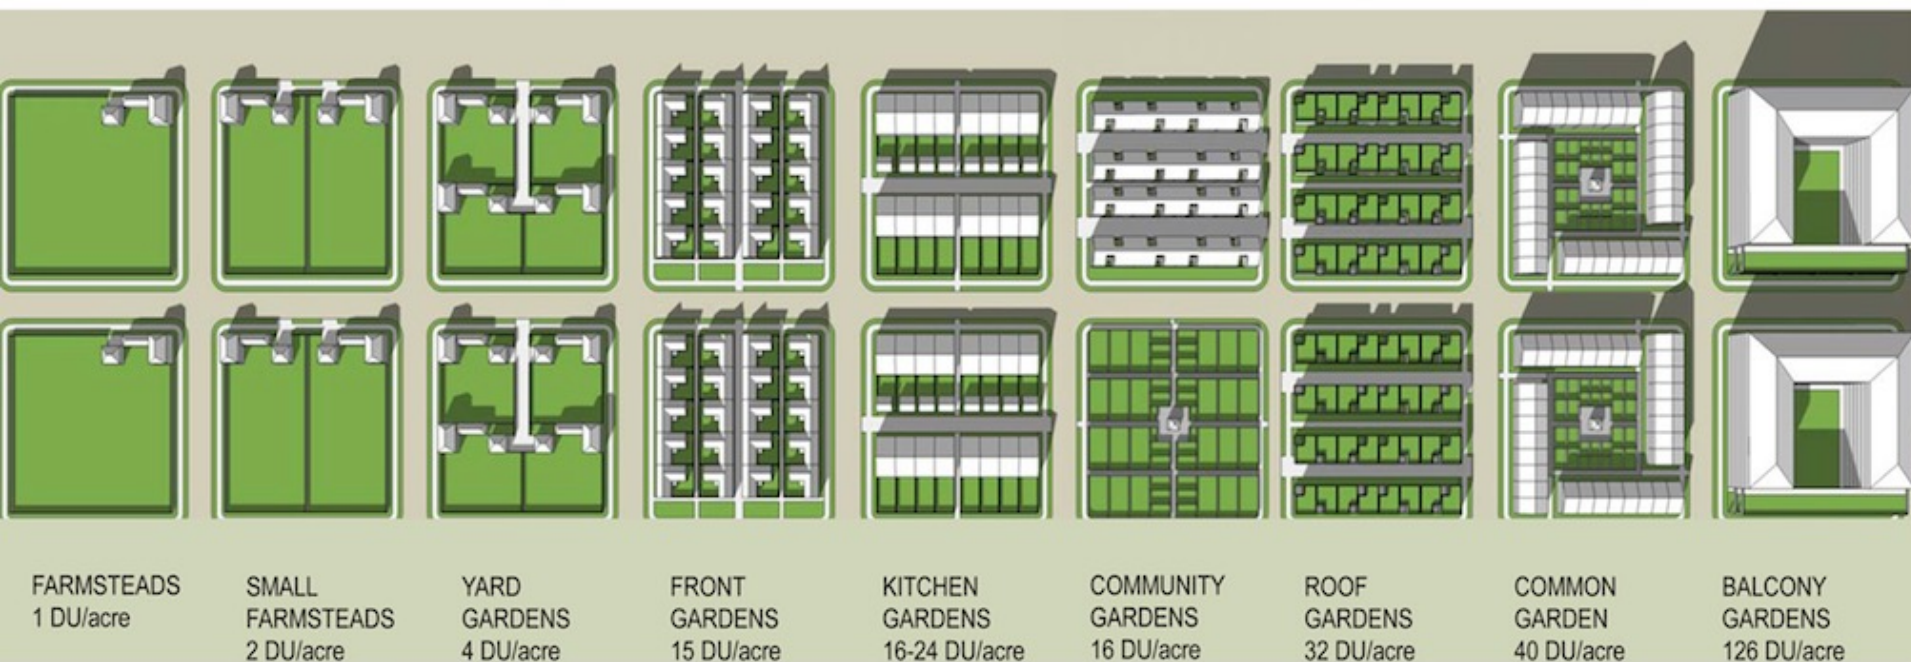 FARMSTEADS
1 DU/acre
SMALL
FARMSTEADS
2 DU/acre
YARD
GARDENS
4 DU/acre
FRONT
GARDENS
15 DU/acre
KITCHEN
GARDENS
16-24 DU/acre
COMMUNITY
GARDENS
16 DU/acre
ROOF
GARDENS
32 DU/acre
COMMON
GARDEN
40 DU/acre
BALCONY
GARDENS
126 DU/acre